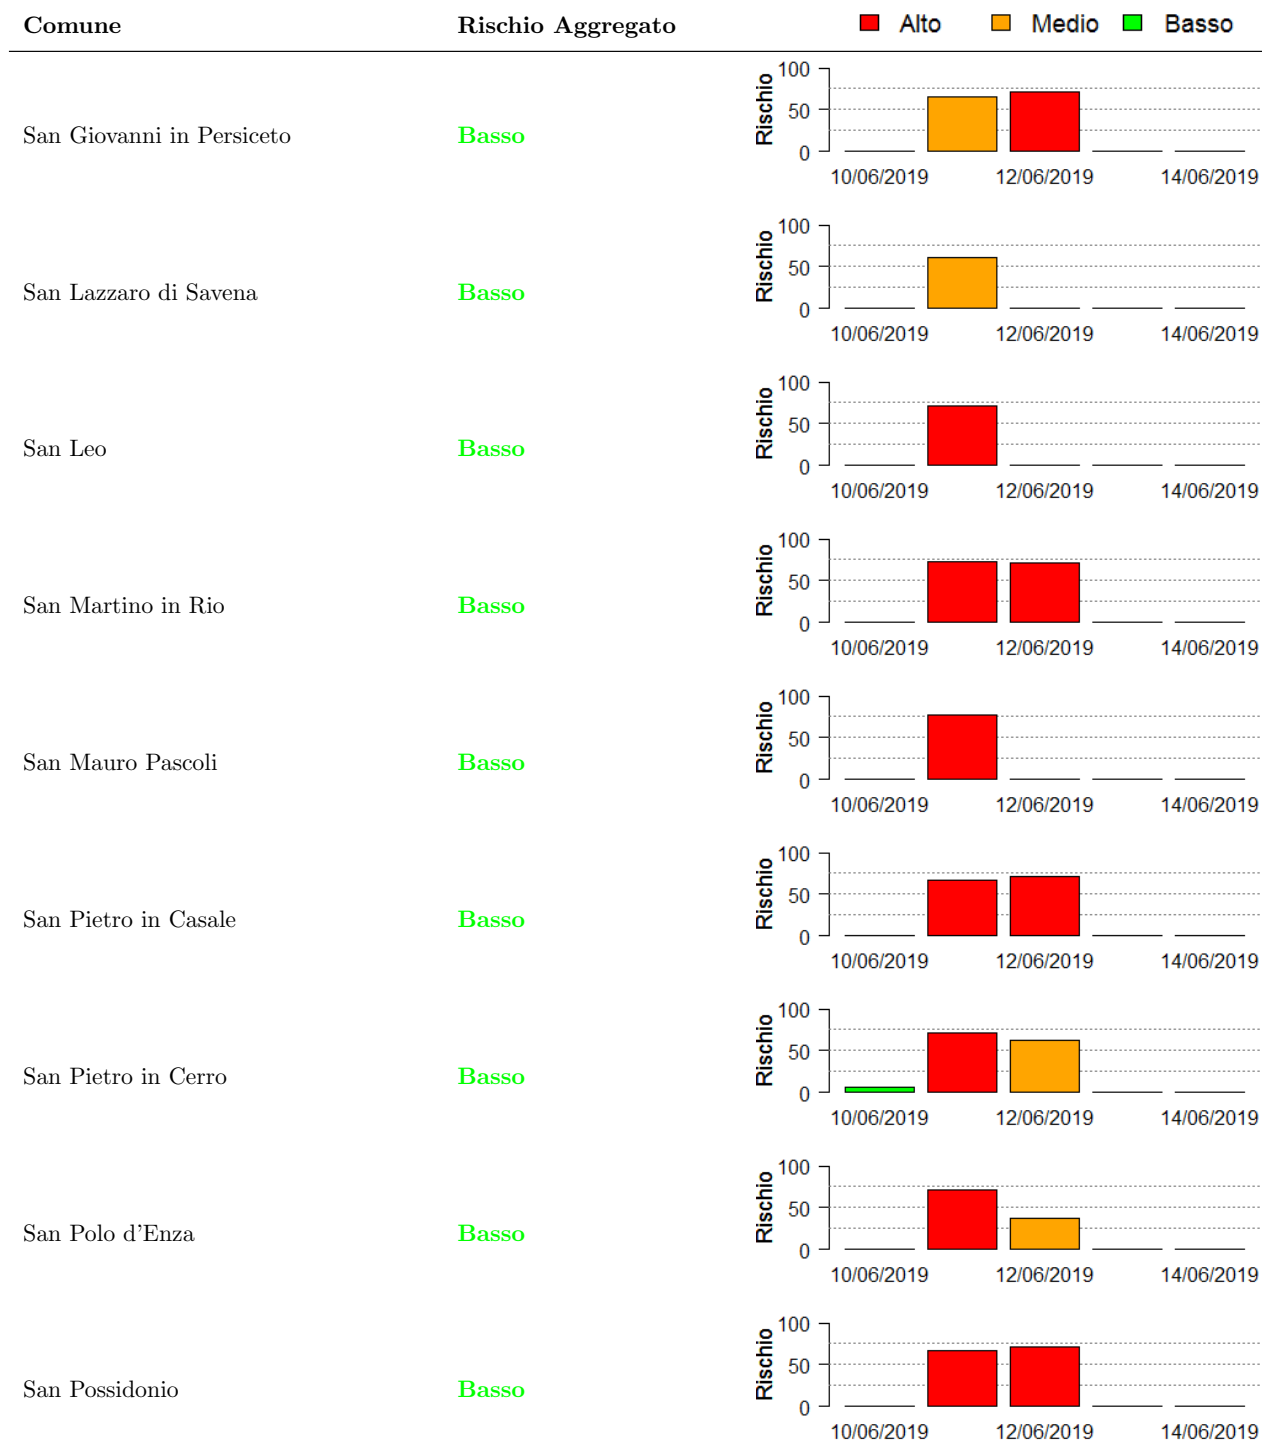 Comune Rischio Aggregato Alto Medio Basso
San Giovanni in Persiceto Basso
Rischio
100
50
0
10/06/2019 12/06/2019 14/06/2019
San Lazzaro di Savena Basso
Rischio
100
50
0
10/06/2019 12/06/2019 14/06/2019
San Leo Basso
Rischio
100
50
0
10/06/2019 12/06/2019 14/06/2019
San Martino in Rio Basso
Rischio
100
50
0
10/06/2019 12/06/2019 14/06/2019
San Mauro Pascoli Basso
Rischio
100
50
0
10/06/2019 12/06/2019 14/06/2019
San Pietro in Casale Basso
Rischio
100
50
0
10/06/2019 12/06/2019 14/06/2019
San Pietro in Cerro Basso
Rischio
100
50
0
10/06/2019 12/06/2019 14/06/2019
San Polo d'Enza Basso
Rischio
100
50
0
10/06/2019 12/06/2019 14/06/2019
San Possidonio Basso
Rischio
100
50
0
10/06/2019 12/06/2019 14/06/2019